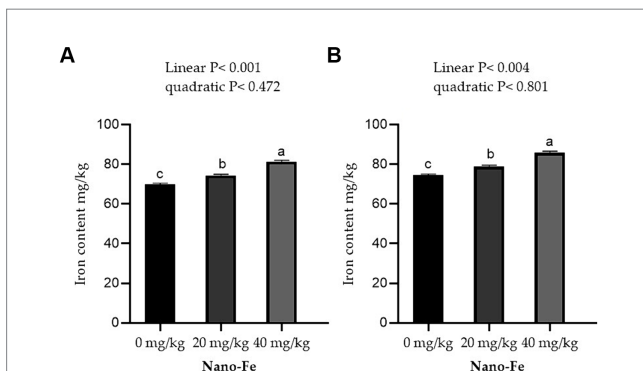 A
Linear P< 0.001
quadratic P< 0.472
Iron content mg/kg
100
80
60
40
20
0
c
b
a
0 mg/kg 20 mg/kg 40 mg/kg
Nano-Fe
B
Linear P< 0.004
quadratic P< 0.801
Iron content mg/kg
100
80
60
40
20
0
c
b
a
0 mg/kg 20 mg/kg 40 mg/kg
Nano-Fe